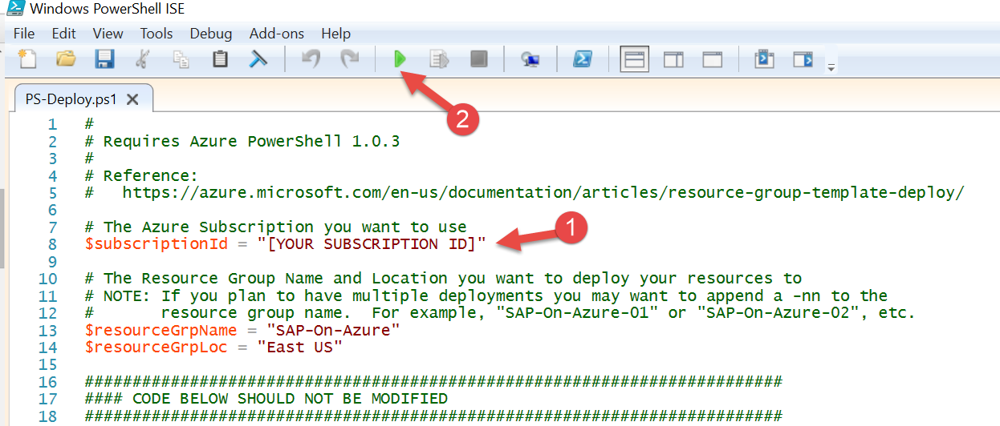 Windows PowerShell ISE
File Edit View Tools Debug Add-ons Help
PS-Deploy.ps1
2
1 #
2 # Requires Azure PowerShell 1.0.3
3 #
4 # Reference:
5 #   https://azure.microsoft.com/en-us/documentation/articles/resource-group-template-deploy/
6
7 # The Azure Subscription you want to use
1
8 $subscriptionId = "[YOUR SUBSCRIPTION ID]"
9
10 # The Resource Group Name and Location you want to deploy your resources to
11 # NOTE: If you plan to have multiple deployments you may want to append a -nn to the
12 #       resource group name.  For example, "SAP-On-Azure-01" or "SAP-On-Azure-02", etc.
13 $resourceGrpName = "SAP-On-Azure"
14 $resourceGrpLoc = "East US"
15
16 #########################################################################
17 #### CODE BELOW SHOULD NOT BE MODIFIED
18 #########################################################################